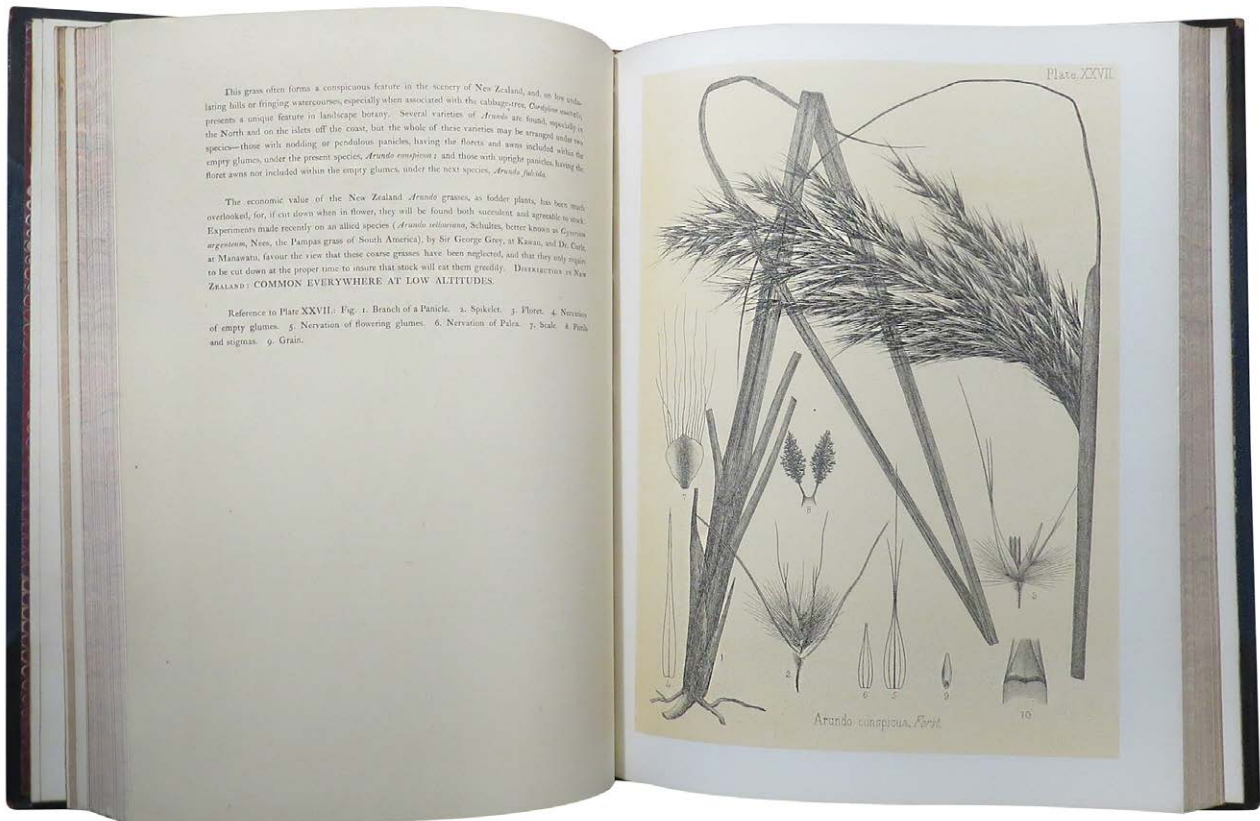 This grass often forms a conspicuous feature in the scenery of New Zealand, and, on low undu-
lating hills or fringing watercourses, especially when associated with the cabbage-tree, Cordyline australis,
presents a unique feature in landscape botany. Several varieties of Arundo are found, especially in
the North and on the islets off the coast, but the whole of these varieties may be arranged under two
species—those with nodding or pendulous panicles, having the florets and awns included within the
empty glumes, under the present species, Arundo conspicua; and those with upright panicles, having the
floret awns not included within the empty glumes, under the next species, Arundo fulvida.
The economic value of the New Zealand Arundo grasses, as fodder plants, has been much
overlooked, for, if cut down when in flower, they will be found both succulent and agreeable to stock.
Experiments made recently on an allied species (Arundo selloana, Schultes, better known as Gynerium
argenteum, Nees, the Pampas grass of South America), by Sir George Grey, at Kawau, and Dr. Curl,
at Manawatu, favour the view that these coarse grasses have been neglected, and that they only require
to be cut down at the proper time to insure that stock will eat them greedily. DISTRIBUTION IN NEW
ZEALAND: COMMON EVERYWHERE AT LOW ALTITUDES.
Reference to Plate XXVII.: Fig. 1. Branch of a Panicle. 2. Spikelet. 3. Floret. 4. Nervation
of empty glumes. 5. Nervation of flowering glumes. 6. Nervation of Palea. 7. Scale. 8. Pistils
and stigmas. 9. Grain.
Plate. XXVII.
7
8
3
4
1
2
6
5
9
10
Arundo conspicua, Forst.